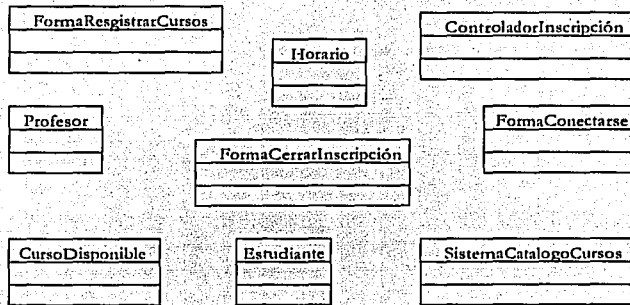 FormaResgistrarCursos
ControladorInscripción
Horario
Profesor
FormaConectarse
FormaCerrarInscripción
CursoDisponible
Estudiante
SistemaCatalogoCursos